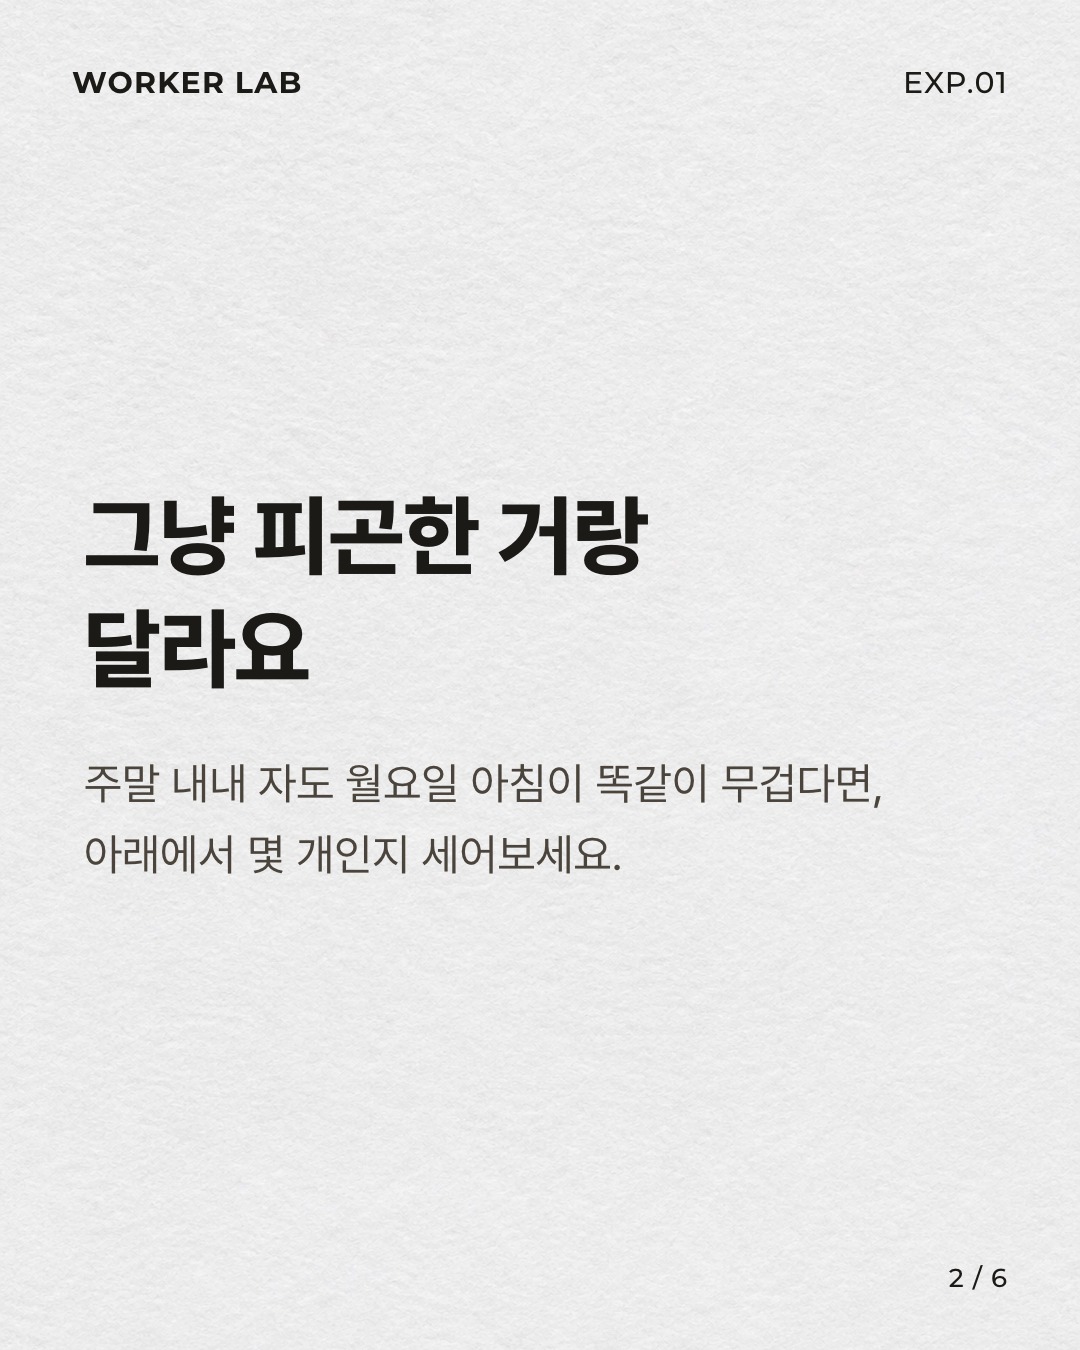 WORKER LAB
EXP.01
그냥 피곤한 거랑
달라요
주말 내내 자도 월요일 아침이 똑같이 무겁다면,
아래에서 몇 개인지 세어보세요.
2 / 6